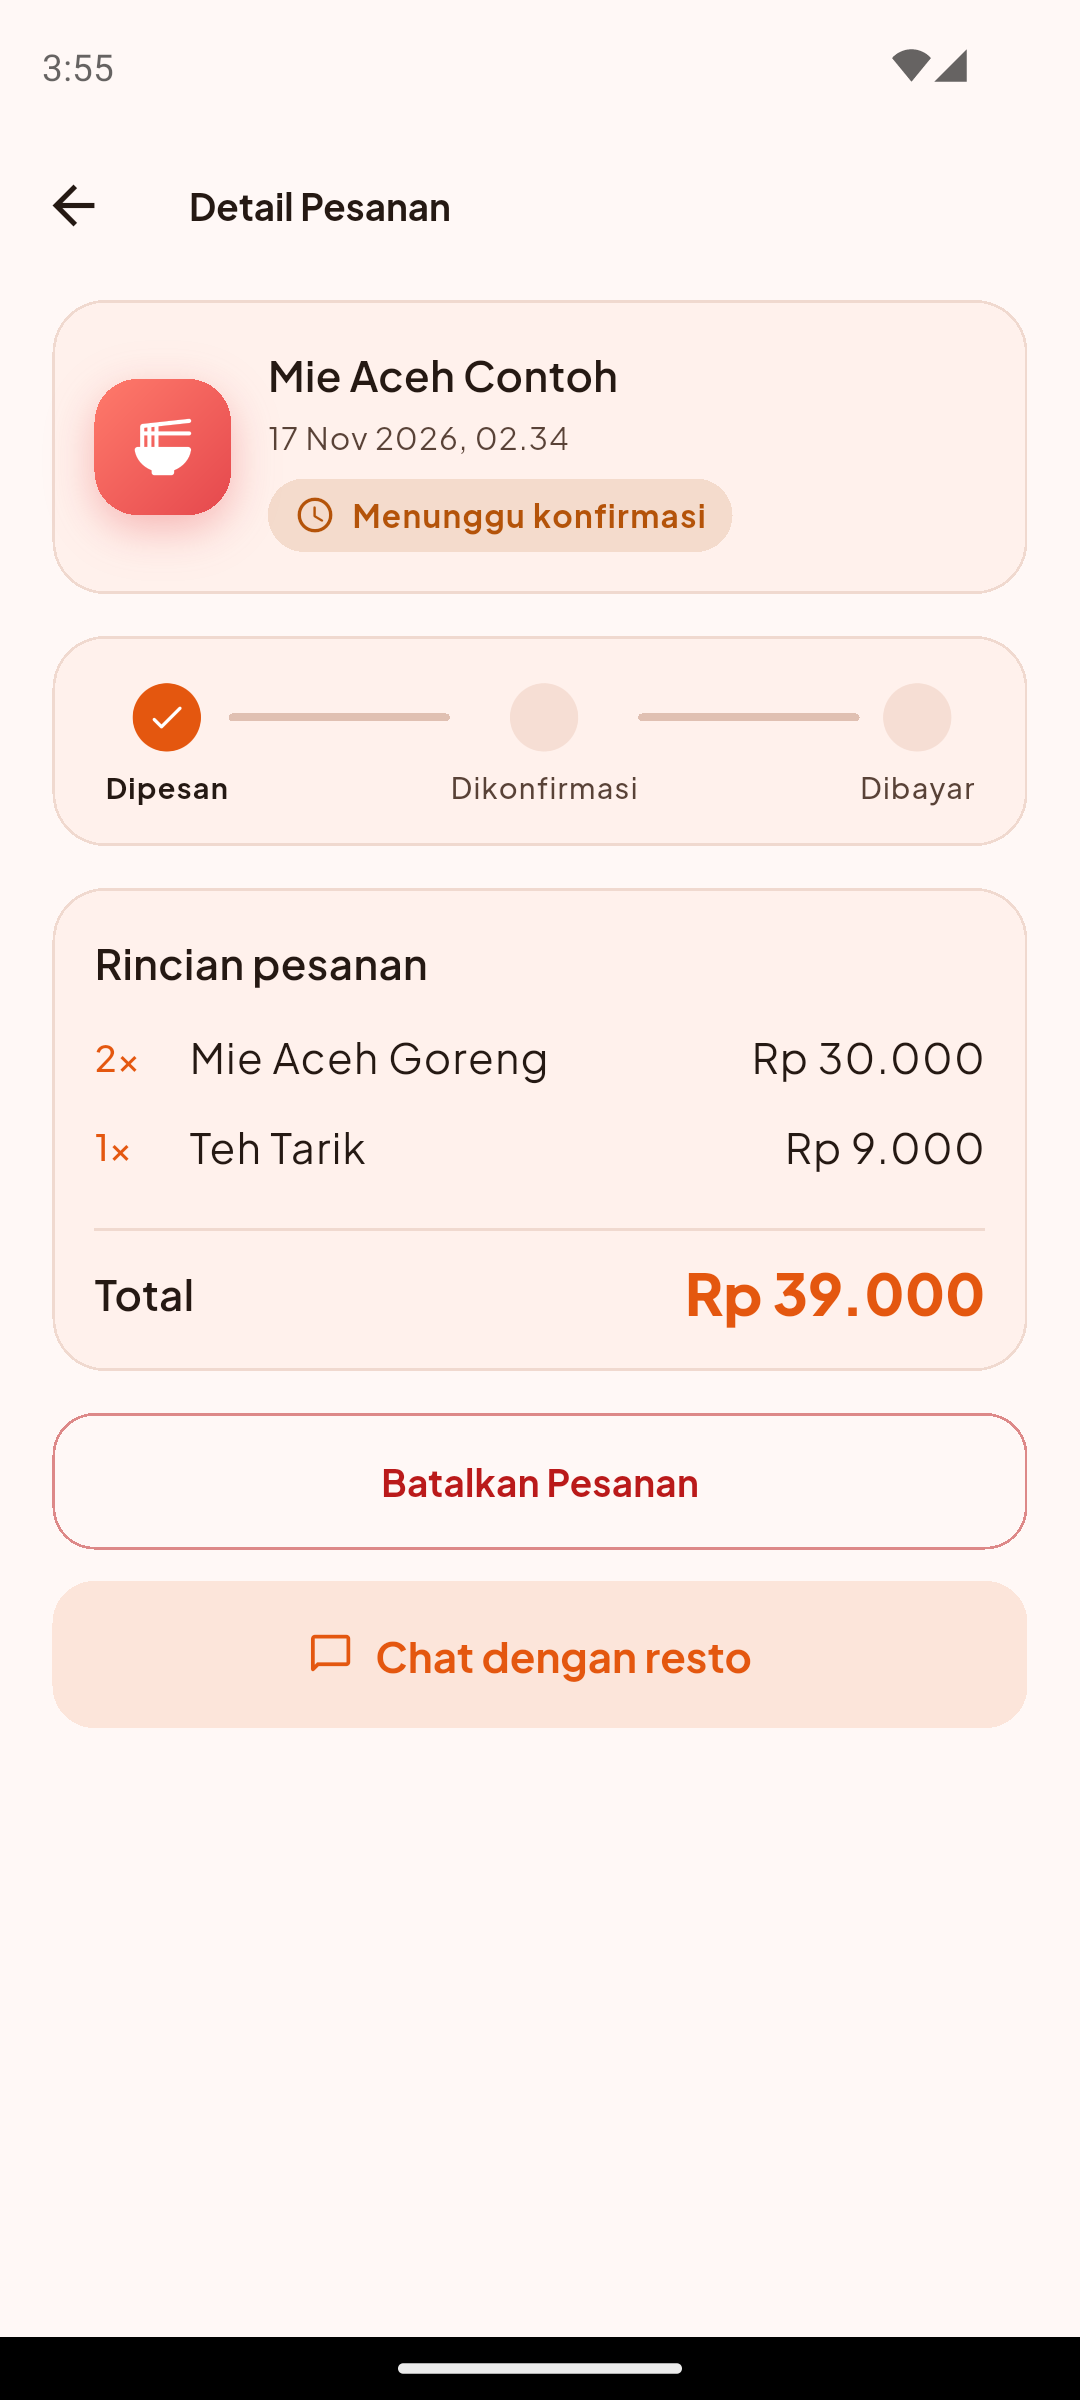 3:55
Detail Pesanan
Mie Aceh Contoh
17 Nov 2026, 02.34
Menunggu konfirmasi
Dipesan
Dikonfirmasi
Dibayar
Rincian pesanan
2× Mie Aceh Goreng Rp 30.000
1× Teh Tarik Rp 9.000
Total Rp 39.000
Batalkan Pesanan
Chat dengan resto